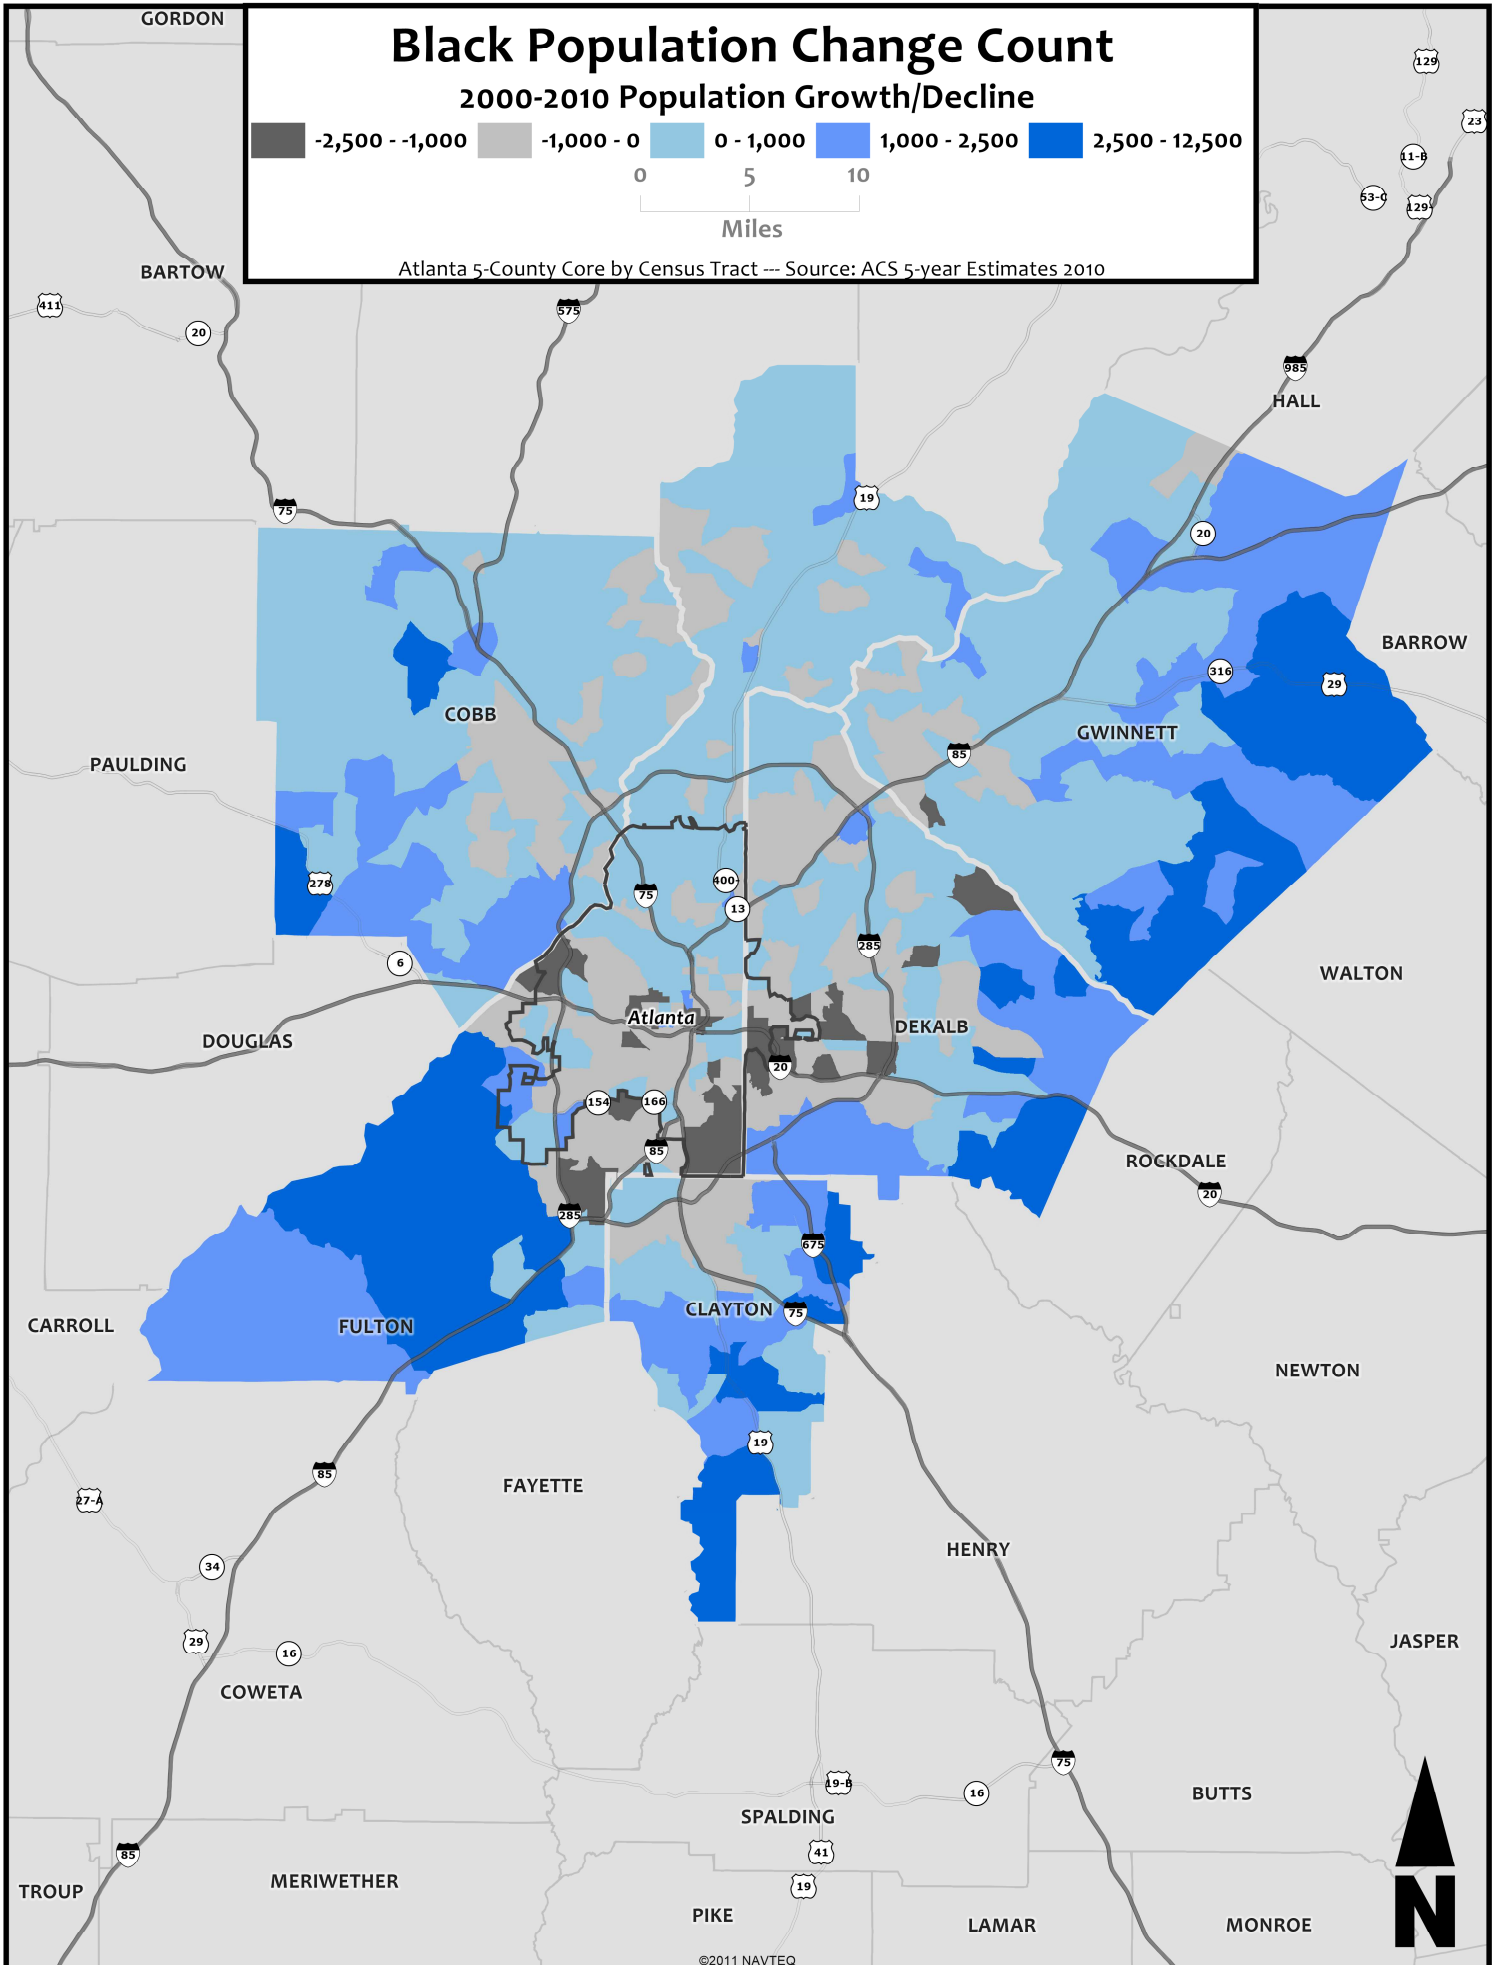 GORDON
Black Population Change Count
2000-2010 Population Growth/Decline
-2,500 - -1,000 -1,000 - 0 0 - 1,000 1,000 - 2,500 2,500 - 12,500
0 5 10
Miles
Atlanta 5-County Core by Census Tract --- Source: ACS 5-year Estimates 2010
129
23
11-B
53-C
129-
BARTOW
411
20
575
985
HALL
75
19
20
BARROW
316
29
COBB
GWINNETT
PAULDING
85
278
75
400-
13
285
6
WALTON
Atlanta
DEKALB
DOUGLAS
20
154
166
85
ROCKDALE
20
285
675
CLAYTON
75
CARROLL
FULTON
NEWTON
19
85
FAYETTE
27-A
HENRY
34
29
16
JASPER
COWETA
75
19-B
16
BUTTS
SPALDING
41
85
MERIWETHER
19
TROUP
PIKE
LAMAR
MONROE
N
©2011 NAVTEQ